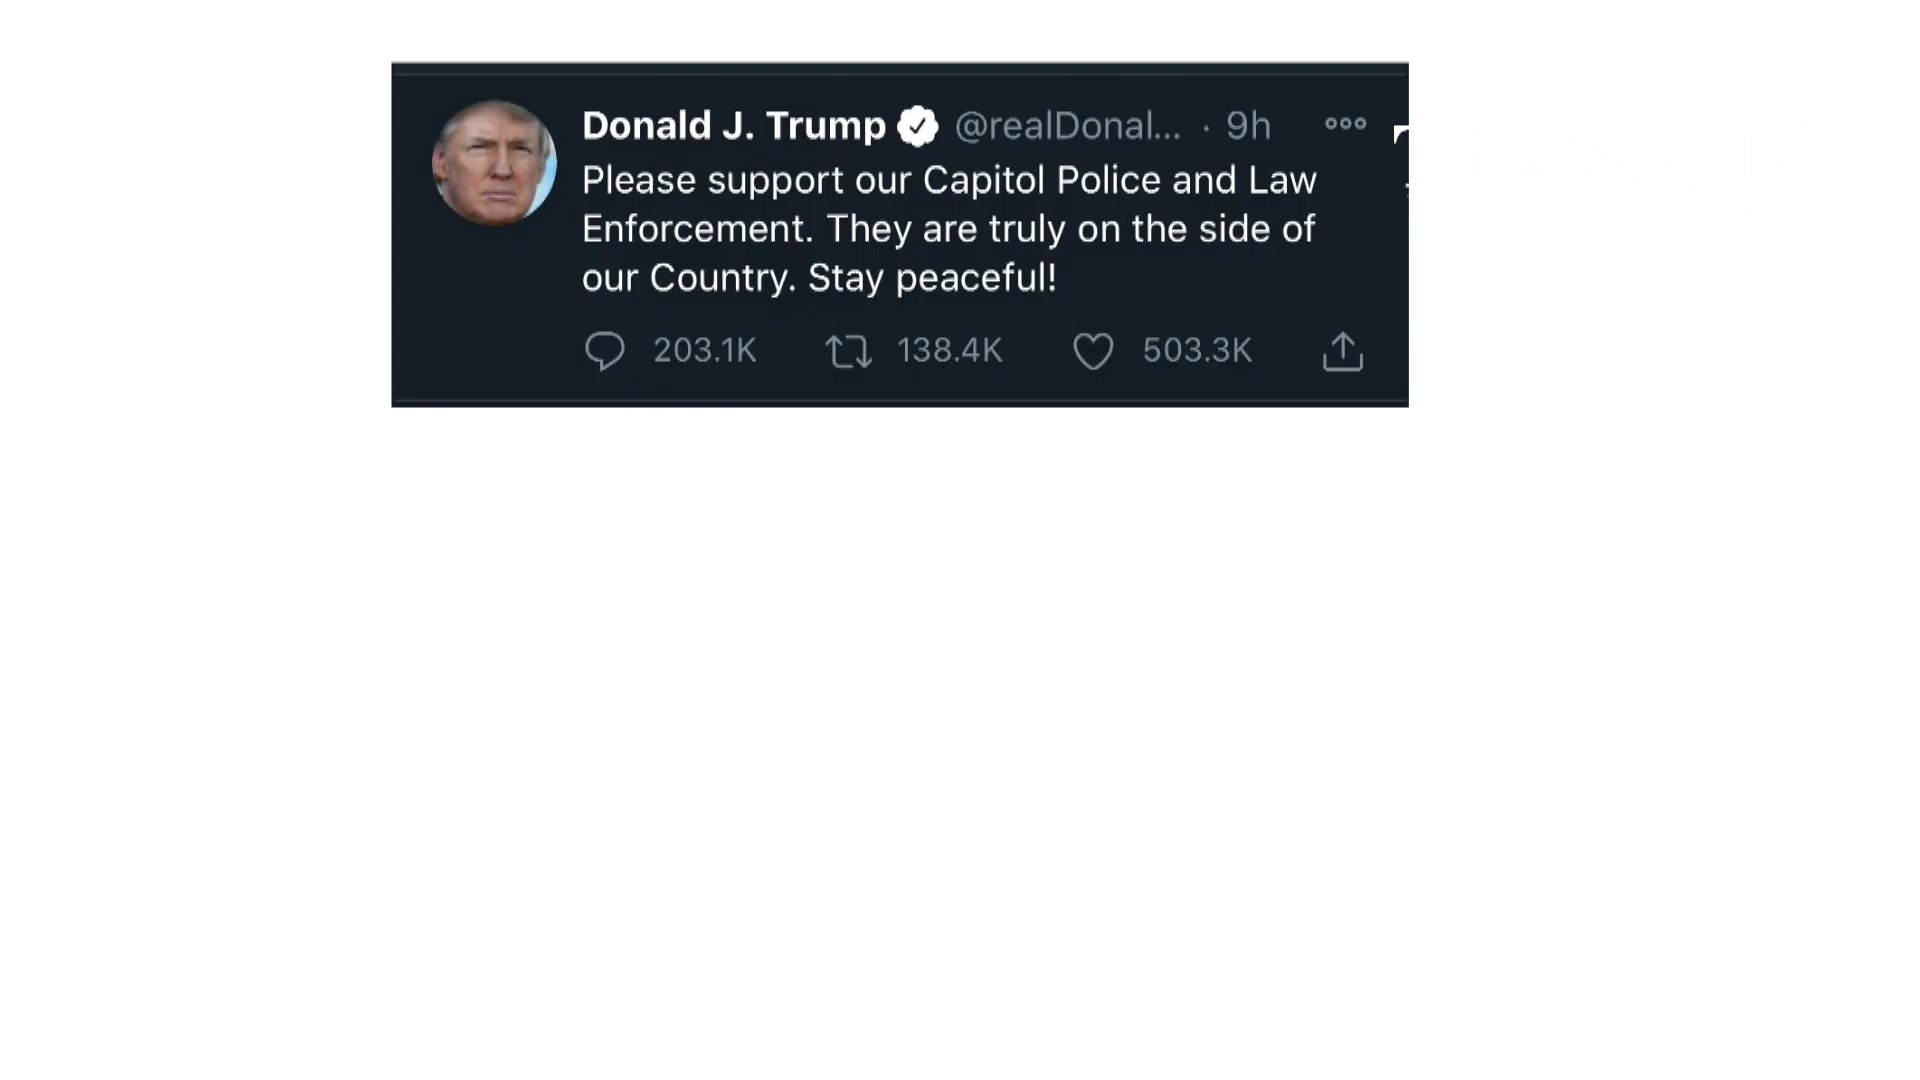 Donald J. Trump @realDonal... · 9h
Please support our Capitol Police and Law
Enforcement. They are truly on the side of
our Country. Stay peaceful!
203.1K 138.4K 503.3K